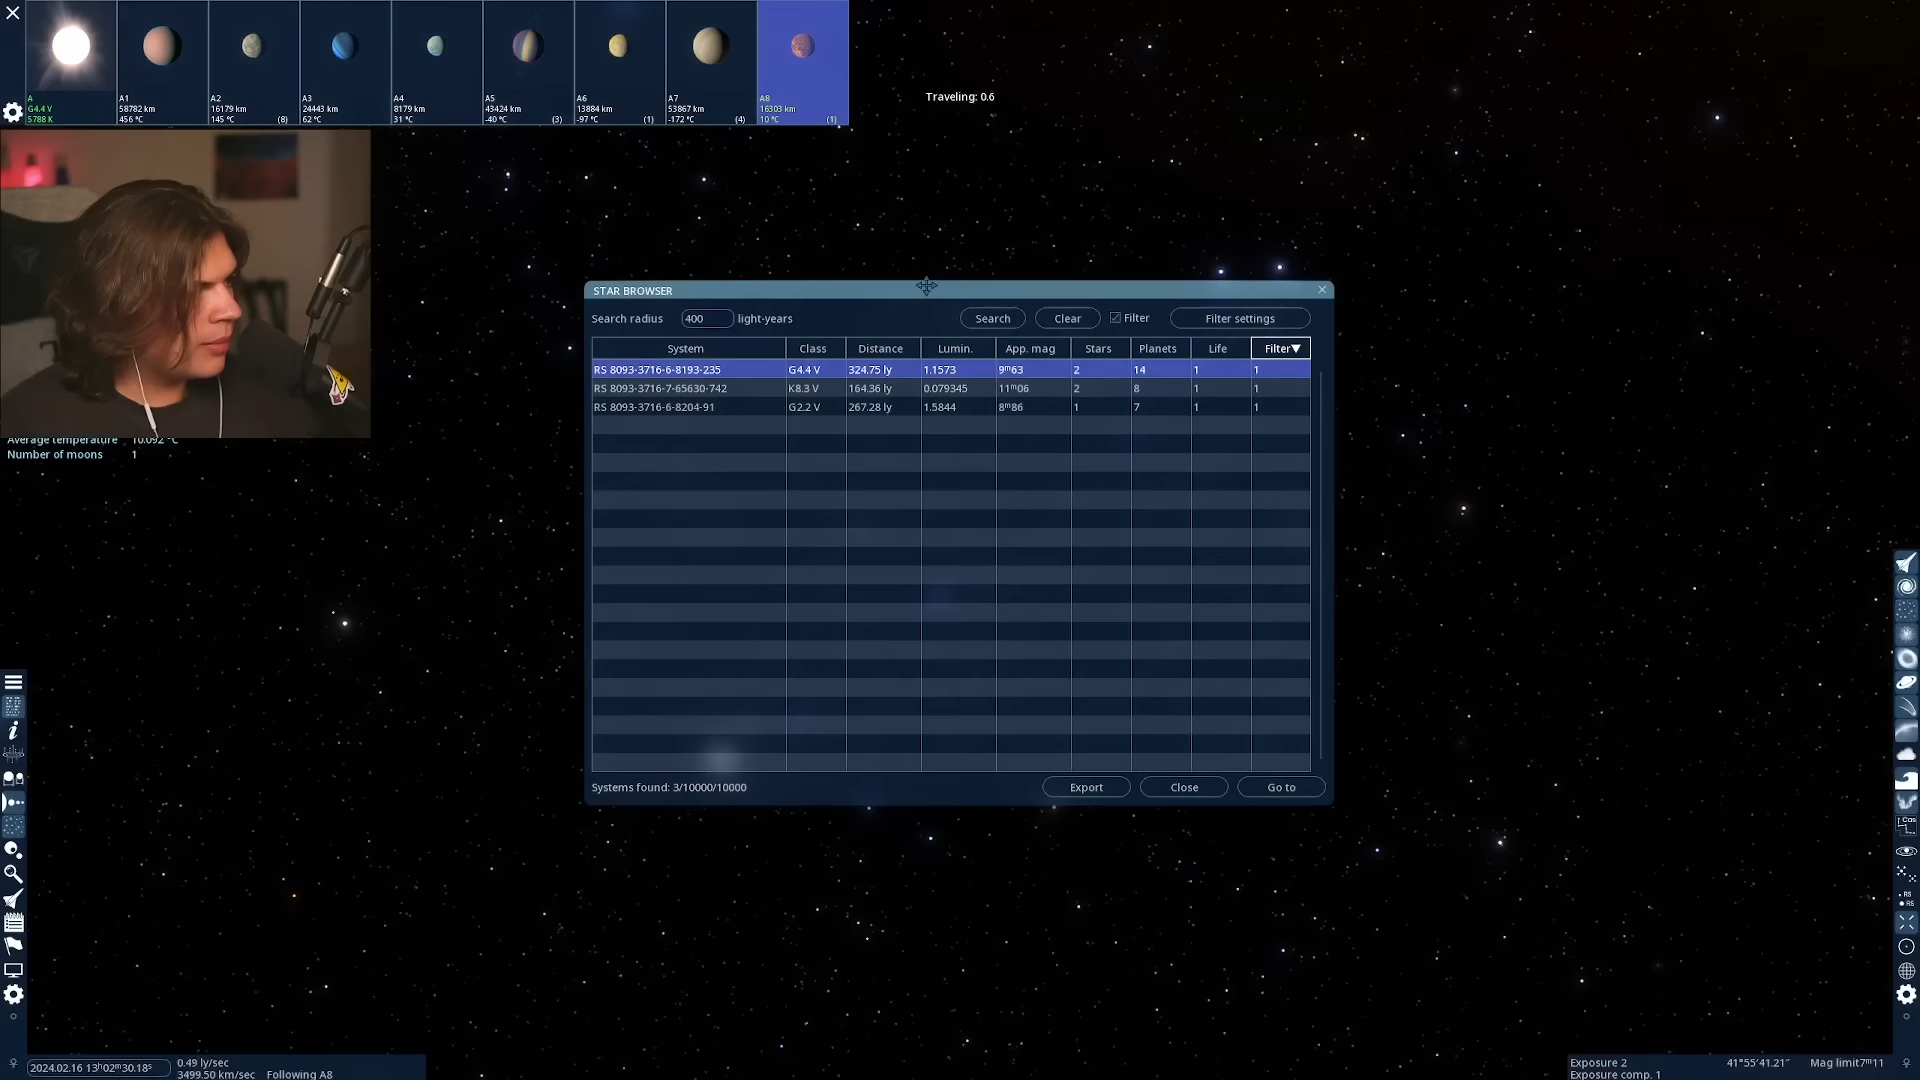 A
G4.4 V
5788 K
A1
58782 km
456 °C
A2
16179 km
145 °C (8)
A3
24443 km
62 °C
A4
8179 km
31 °C
A5
43424 km
-40 °C (3)
A6
13884 km
-97 °C (1)
A7
53867 km
-172 °C (4)
A8
16303 km
10 °C (1)
Traveling: 0.6
Average temperature 10.092 °C
Number of moons 1
STAR BROWSER
Search radius 400 light-years Search Clear Filter Filter settings
System Class Distance Lumin. App. mag Stars Planets Life Filter▼
RS 8093-3716-6-8193-235 G4.4 V 324.75 ly 1.1573 9ᵐ63 2 14 1 1
RS 8093-3716-7-65630-742 K8.3 V 164.36 ly 0.079345 11ᵐ06 2 8 1 1
RS 8093-3716-6-8204-91 G2.2 V 267.28 ly 1.5844 8ᵐ86 1 7 1 1
Systems found: 3/10000/10000 Export Close Go to
Cas
RS
RS
2024.02.16 13ʰ02ᵐ30.18ˢ
0.49 ly/sec
3499.50 km/sec Following A8
Exposure 2 41°55'41.21" Mag limit7ᵐ11
Exposure comp. 1